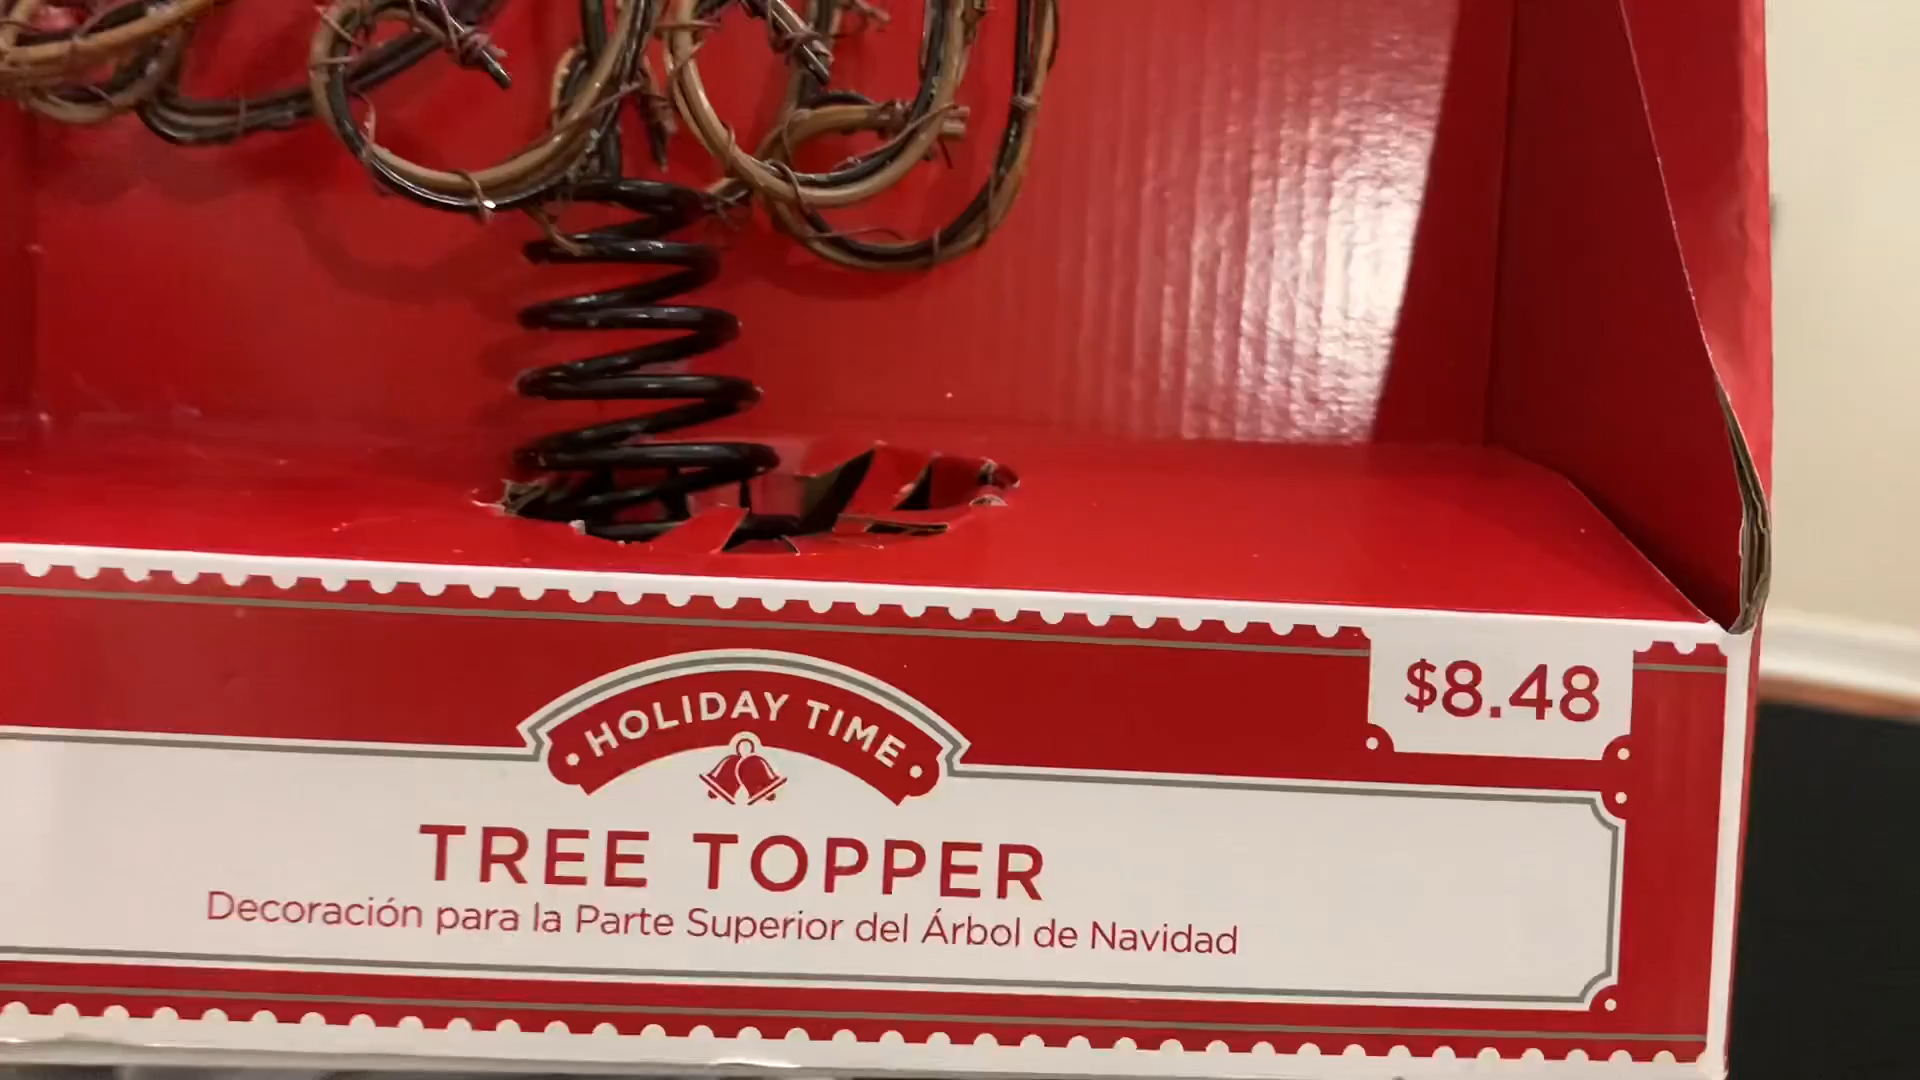 HOLIDAY TIME
$8.48
TREE TOPPER
Decoración para la Parte Superior del Árbol de Navidad